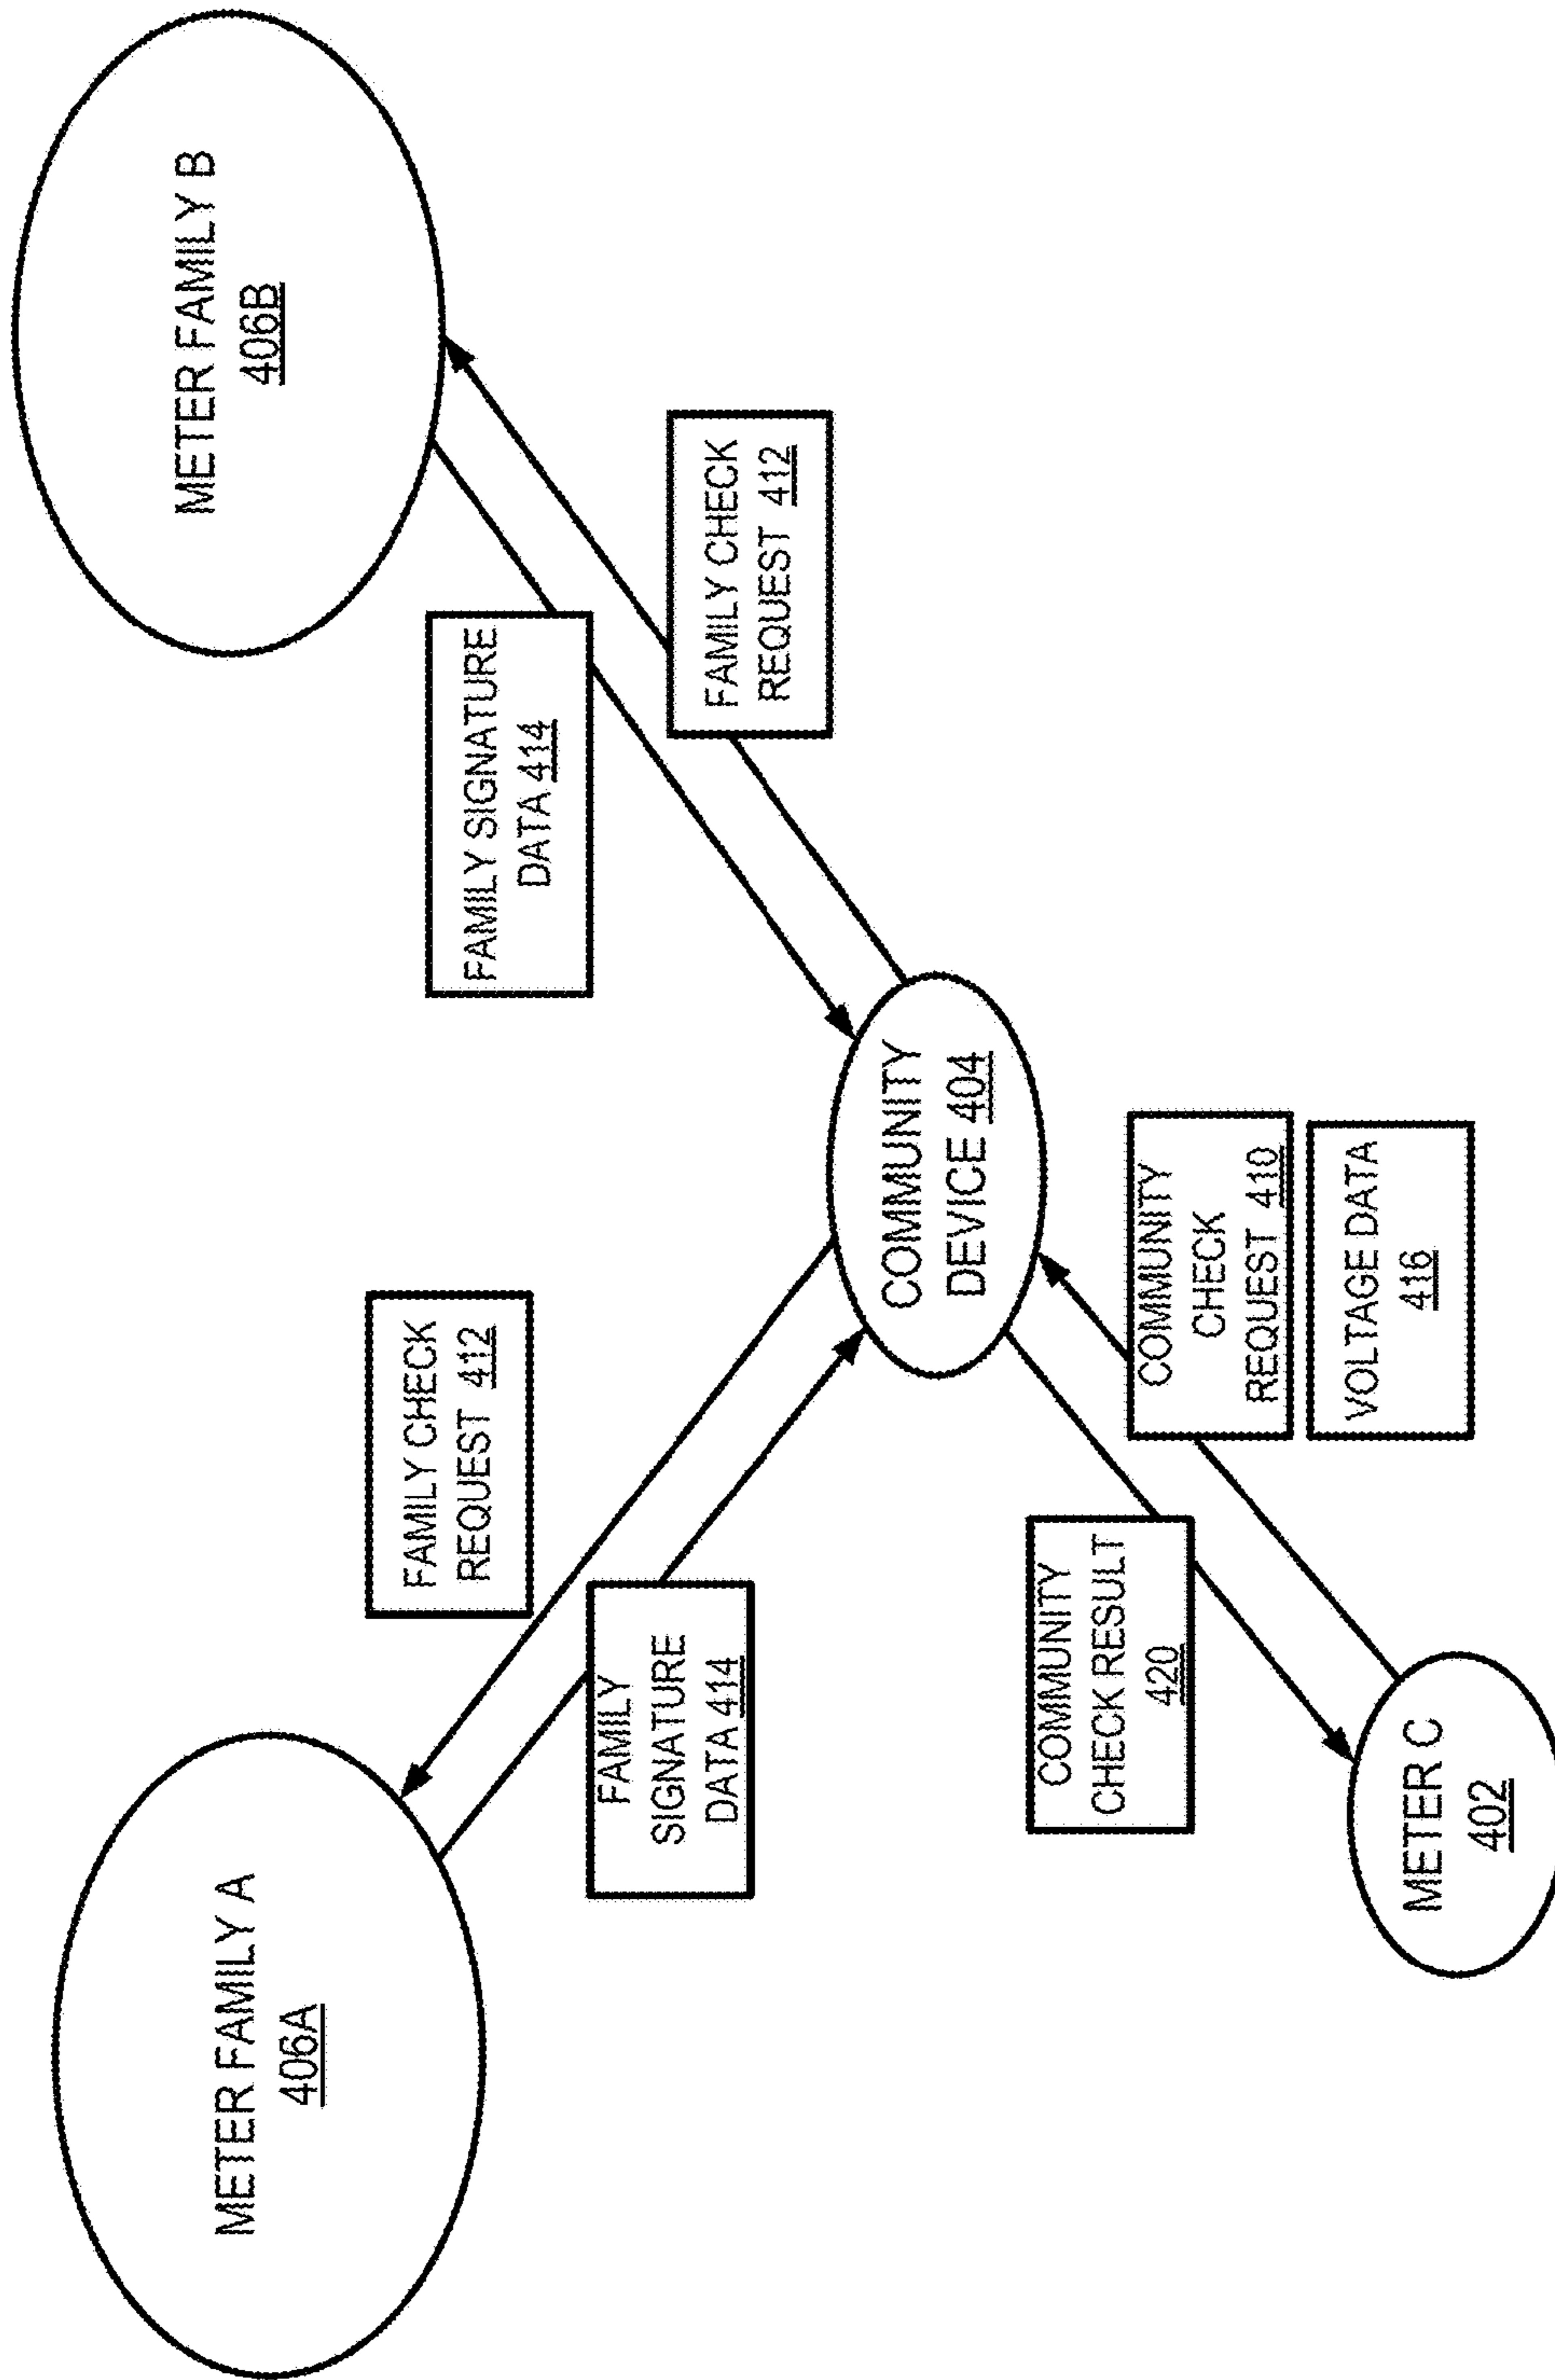 METER FAMILY A
406A
METER FAMILY B
406B
FAMILY CHECK
REQUEST 412
FAMILY SIGNATURE
DATA 414
FAMILY
SIGNATURE
DATA 414
FAMILY CHECK
REQUEST 412
COMMUNITY
DEVICE 404
COMMUNITY
CHECK RESULT
420
COMMUNITY
CHECK
REQUEST 410
VOLTAGE DATA
416
METER C
402